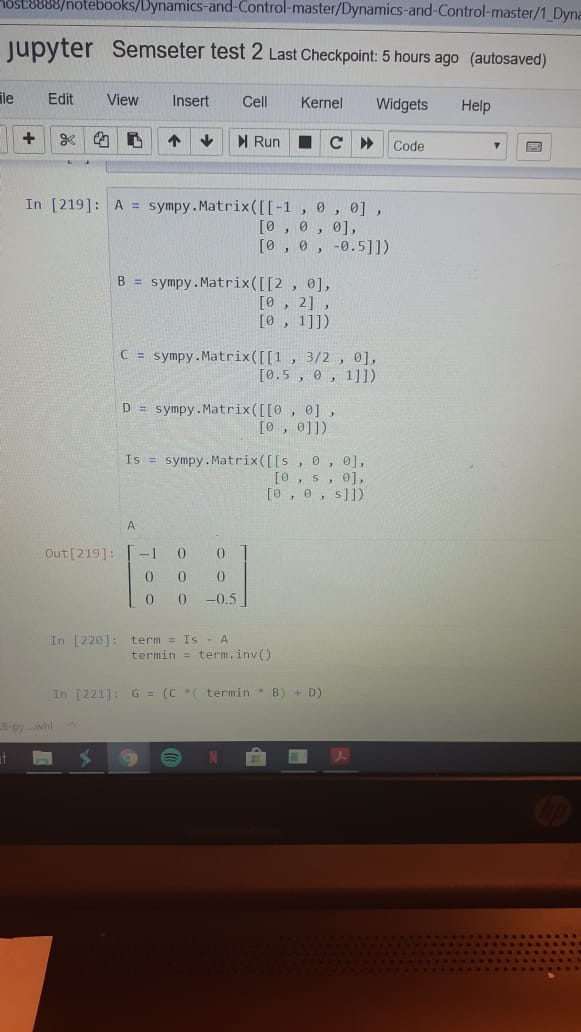 host:8888/notebooks/Dynamics-and-Control-master/Dynamics-and-Control-master/1_Dyna
jupyter Semseter test 2 Last Checkpoint: 5 hours ago (autosaved)
ile Edit View Insert Cell Kernel Widgets Help
Run Code
In [219]: A = sympy.Matrix([[-1 , 0 , 0] ,
[0 , 0 , 0],
[0 , 0 , -0.5]])
B = sympy.Matrix([[2 , 0],
[0 , 2] ,
[0 , 1]])
C = sympy.Matrix([[1 , 3/2 , 0],
[0.5 , 0 , 1]])
D = sympy.Matrix([[0 , 0] ,
[0 , 0]])
Is = sympy.Matrix([[s , 0 , 0],
[0 , s , 0],
[0 , 0 , s]])
A
Out[219]: [ -1 0 0 ]
0 0 0
0 0 -0.5
In [220]: term = Is - A
termin = term.inv()
In [221]: G = (C *( termin * B) + D)
8-py....whl
N
hp